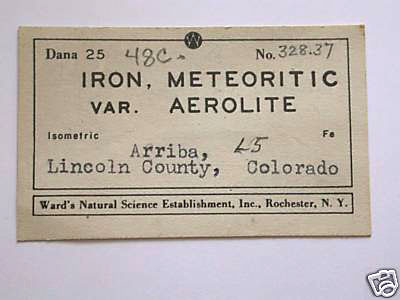 W
Dana 25 48C. No. 328.37
IRON, METEORITIC
VAR. AEROLITE
Isometric Fe
Arriba, L5
Lincoln County, Colorado
Ward's Natural Science Establishment, Inc., Rochester, N. Y.
ebY